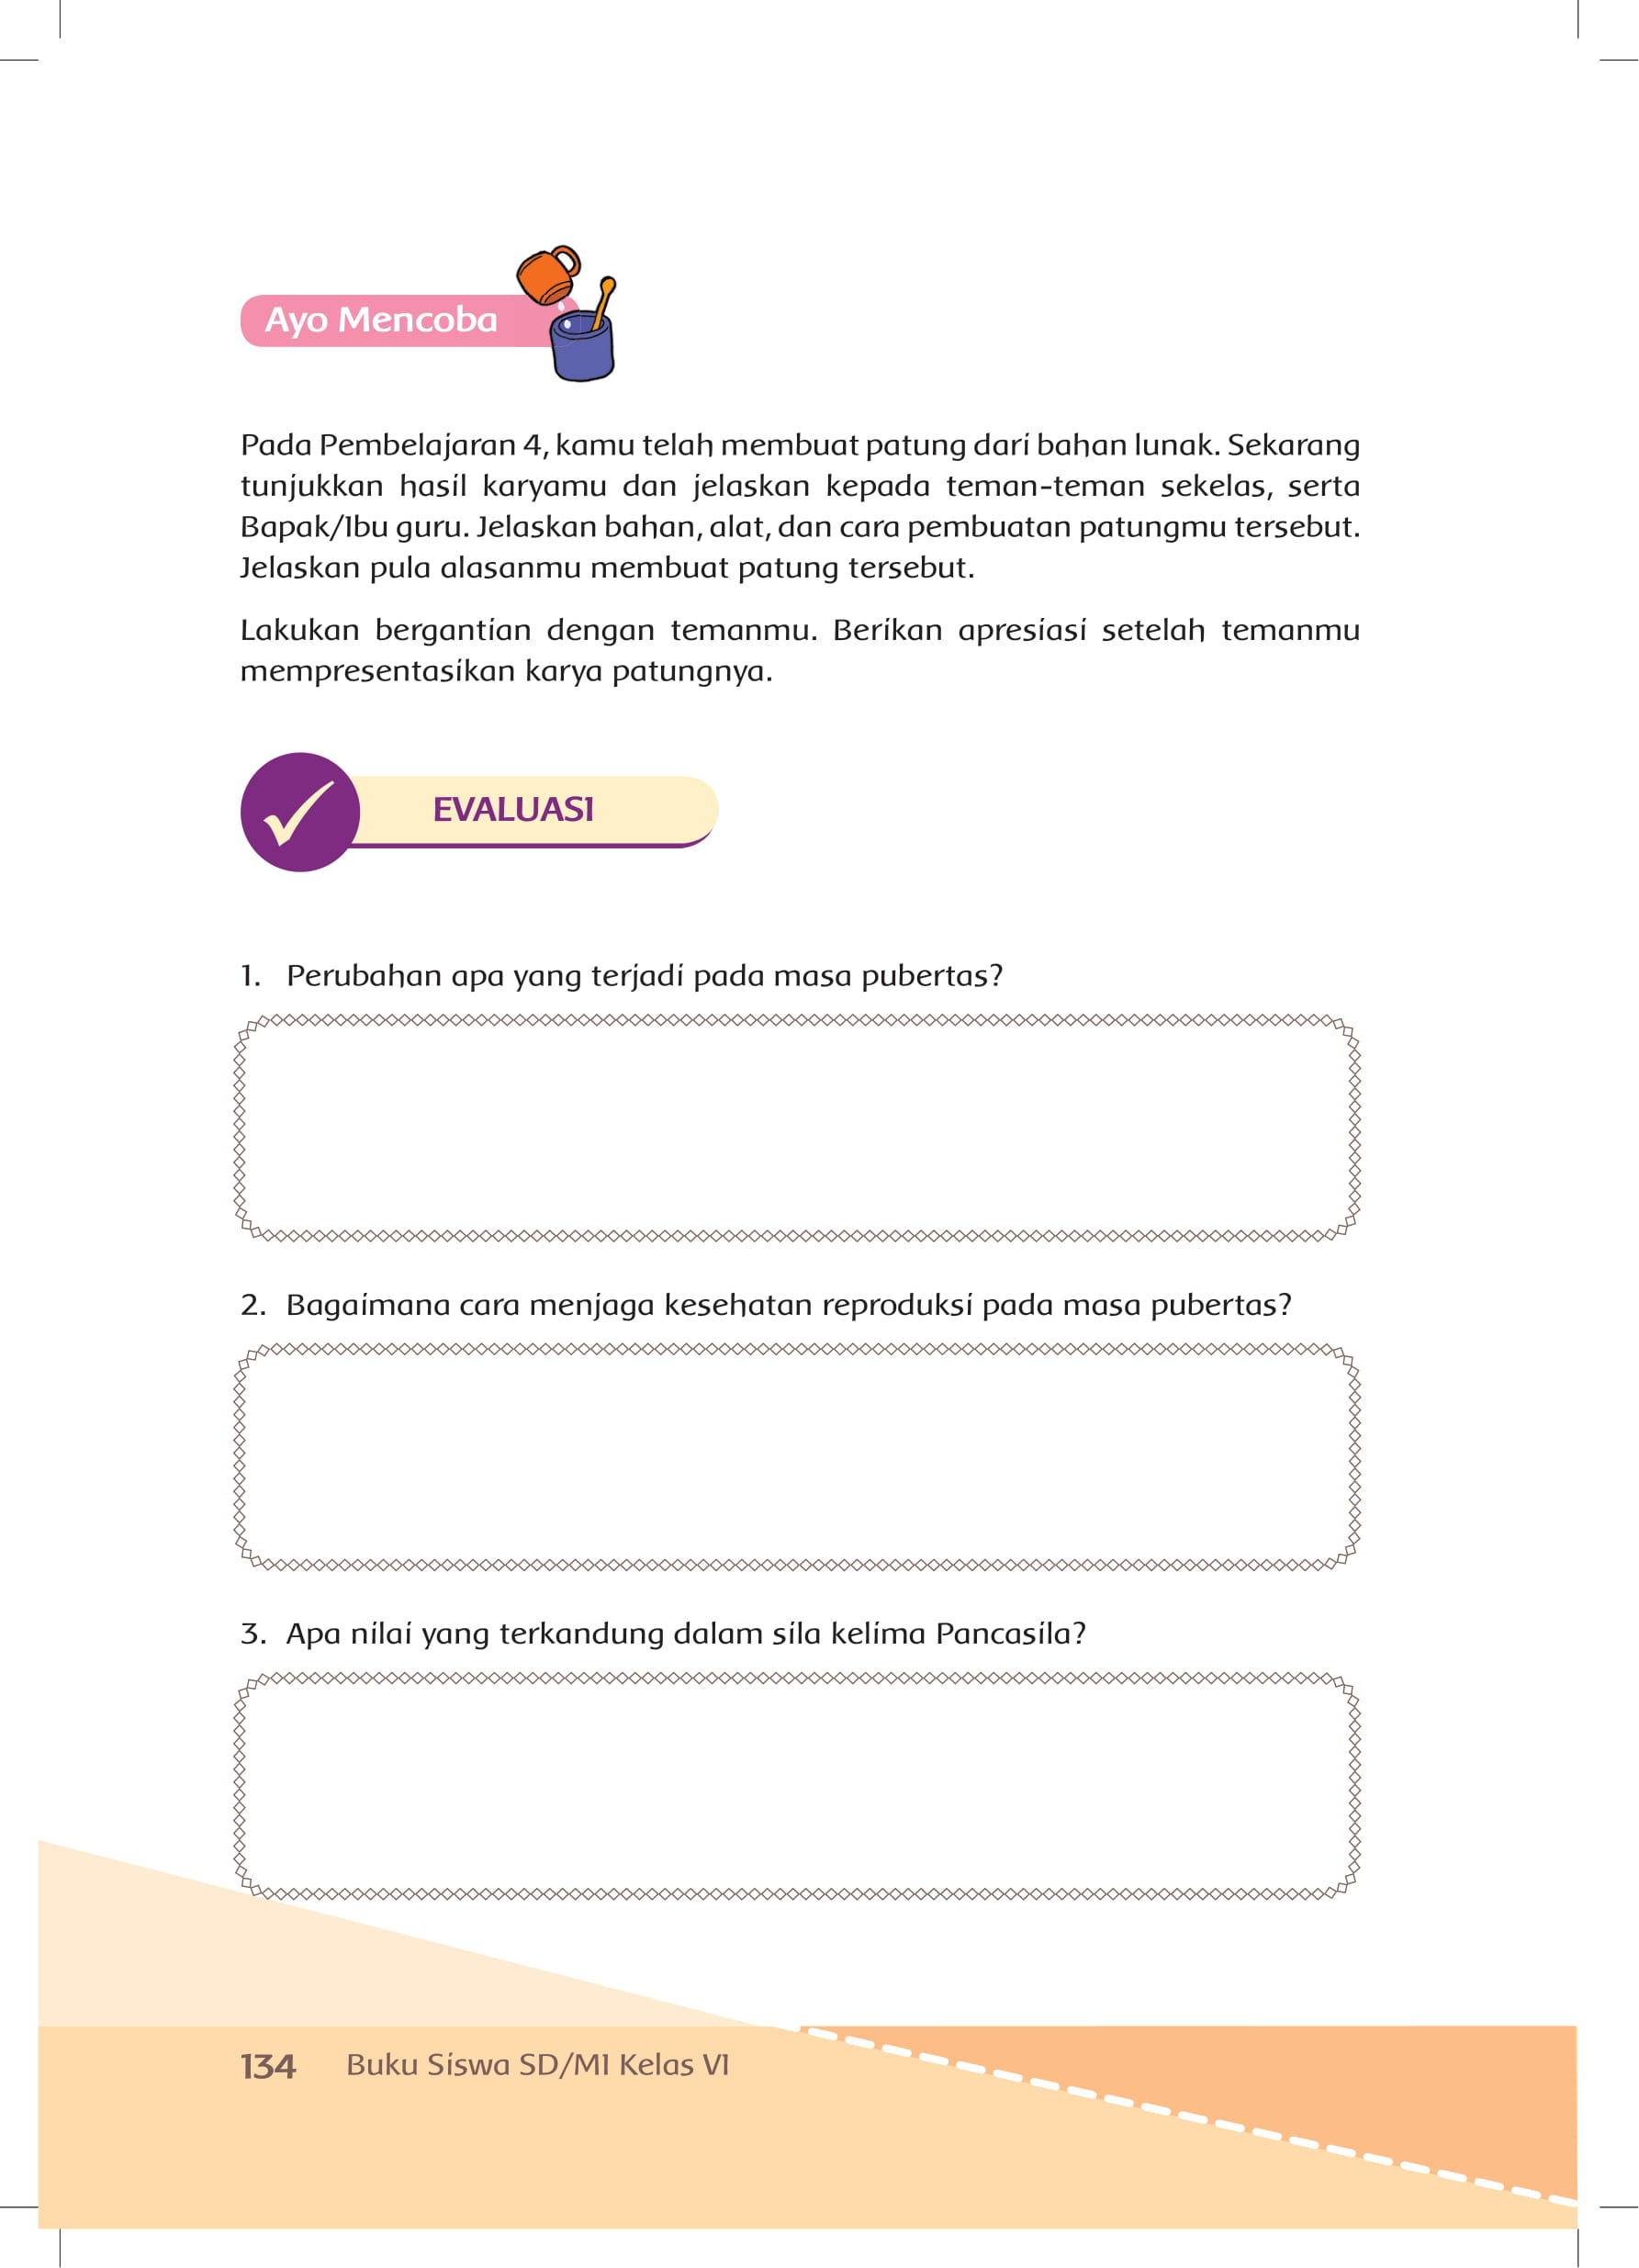 Ayo Mencoba
Pada Pembelajaran 4, kamu telah membuat patung dari bahan lunak. Sekarang
tunjukkan hasil karyamu dan jelaskan kepada teman-teman sekelas, serta
Bapak/Ibu guru. Jelaskan bahan, alat, dan cara pembuatan patungmu tersebut.
Jelaskan pula alasanmu membuat patung tersebut.
Lakukan bergantian dengan temanmu. Berikan apresiasi setelah temanmu
mempresentasikan karya patungnya.
EVALUASI
1. Perubahan apa yang terjadi pada masa pubertas?
2. Bagaimana cara menjaga kesehatan reproduksi pada masa pubertas?
3. Apa nilai yang terkandung dalam sila kelima Pancasila?
134 Buku Siswa SD/MI Kelas VI